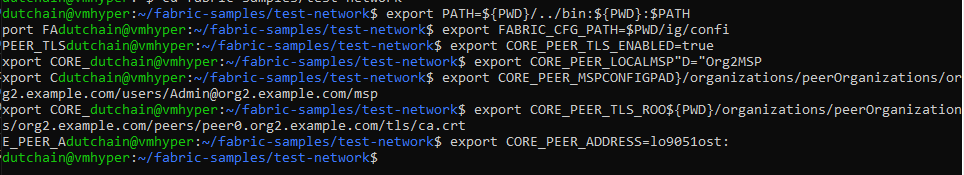 dutchain@vmhyper:~/fabric-samples/test-network$ export PATH=${PWD}/../bin:${PWD}:$PATH
port FAdutchain@vmhyper:~/fabric-samples/test-network$ export FABRIC_CFG_PATH=$PWD/ig/confi
PEER_TLSdutchain@vmhyper:~/fabric-samples/test-network$ export CORE_PEER_TLS_ENABLED=true
xport CORE_dutchain@vmhyper:~/fabric-samples/test-network$ export CORE_PEER_LOCALMSP"D="Org2MSP
xport Cdutchain@vmhyper:~/fabric-samples/test-network$ export CORE_PEER_MSPCONFIGPAD}/organizations/peerOrganizations/or
g2.example.com/users/Admin@org2.example.com/msp
xport CORE_dutchain@vmhyper:~/fabric-samples/test-network$ export CORE_PEER_TLS_ROO${PWD}/organizations/peerOrganization
s/org2.example.com/peers/peer0.org2.example.com/tls/ca.crt
E_PEER_Adutchain@vmhyper:~/fabric-samples/test-network$ export CORE_PEER_ADDRESS=lo9051ost:
dutchain@vmhyper:~/fabric-samples/test-network$